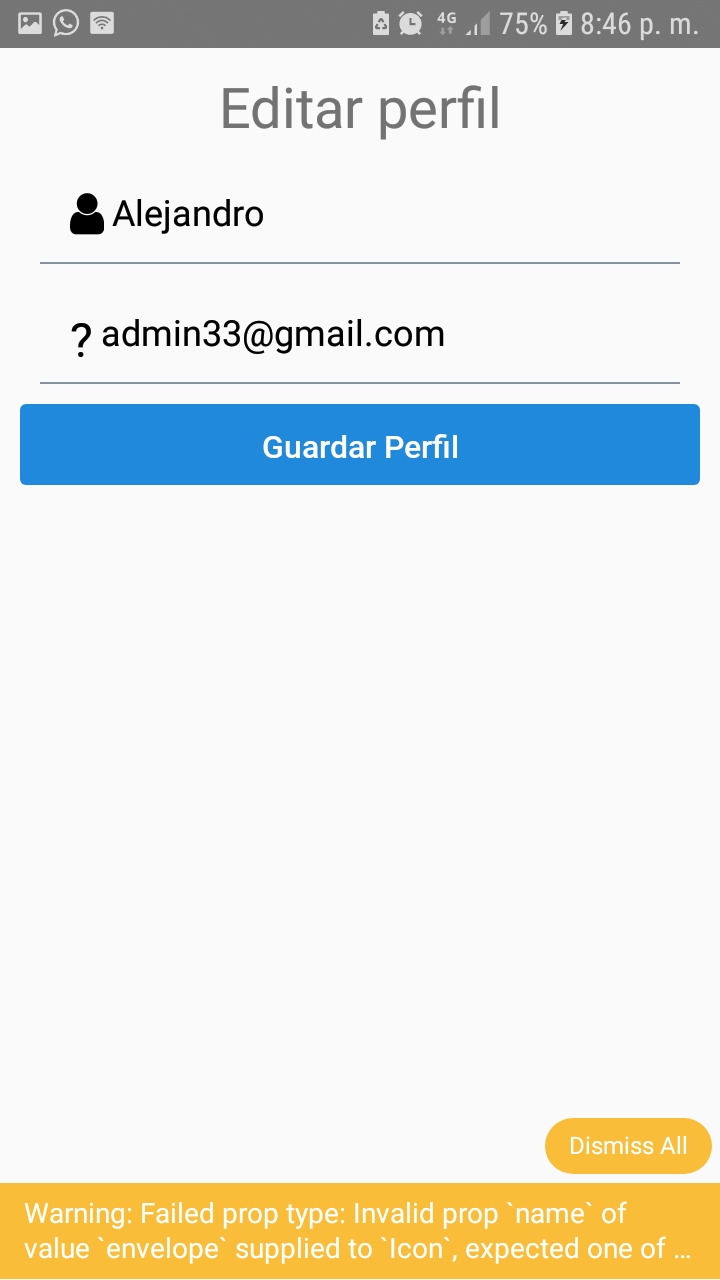 4G 75% 8:46 p. m.
Editar perfil
Alejandro
? admin33@gmail.com
Guardar Perfil
Dismiss All
Warning: Failed prop type: Invalid prop `name` of
value `envelope` supplied to `Icon`, expected one of ...